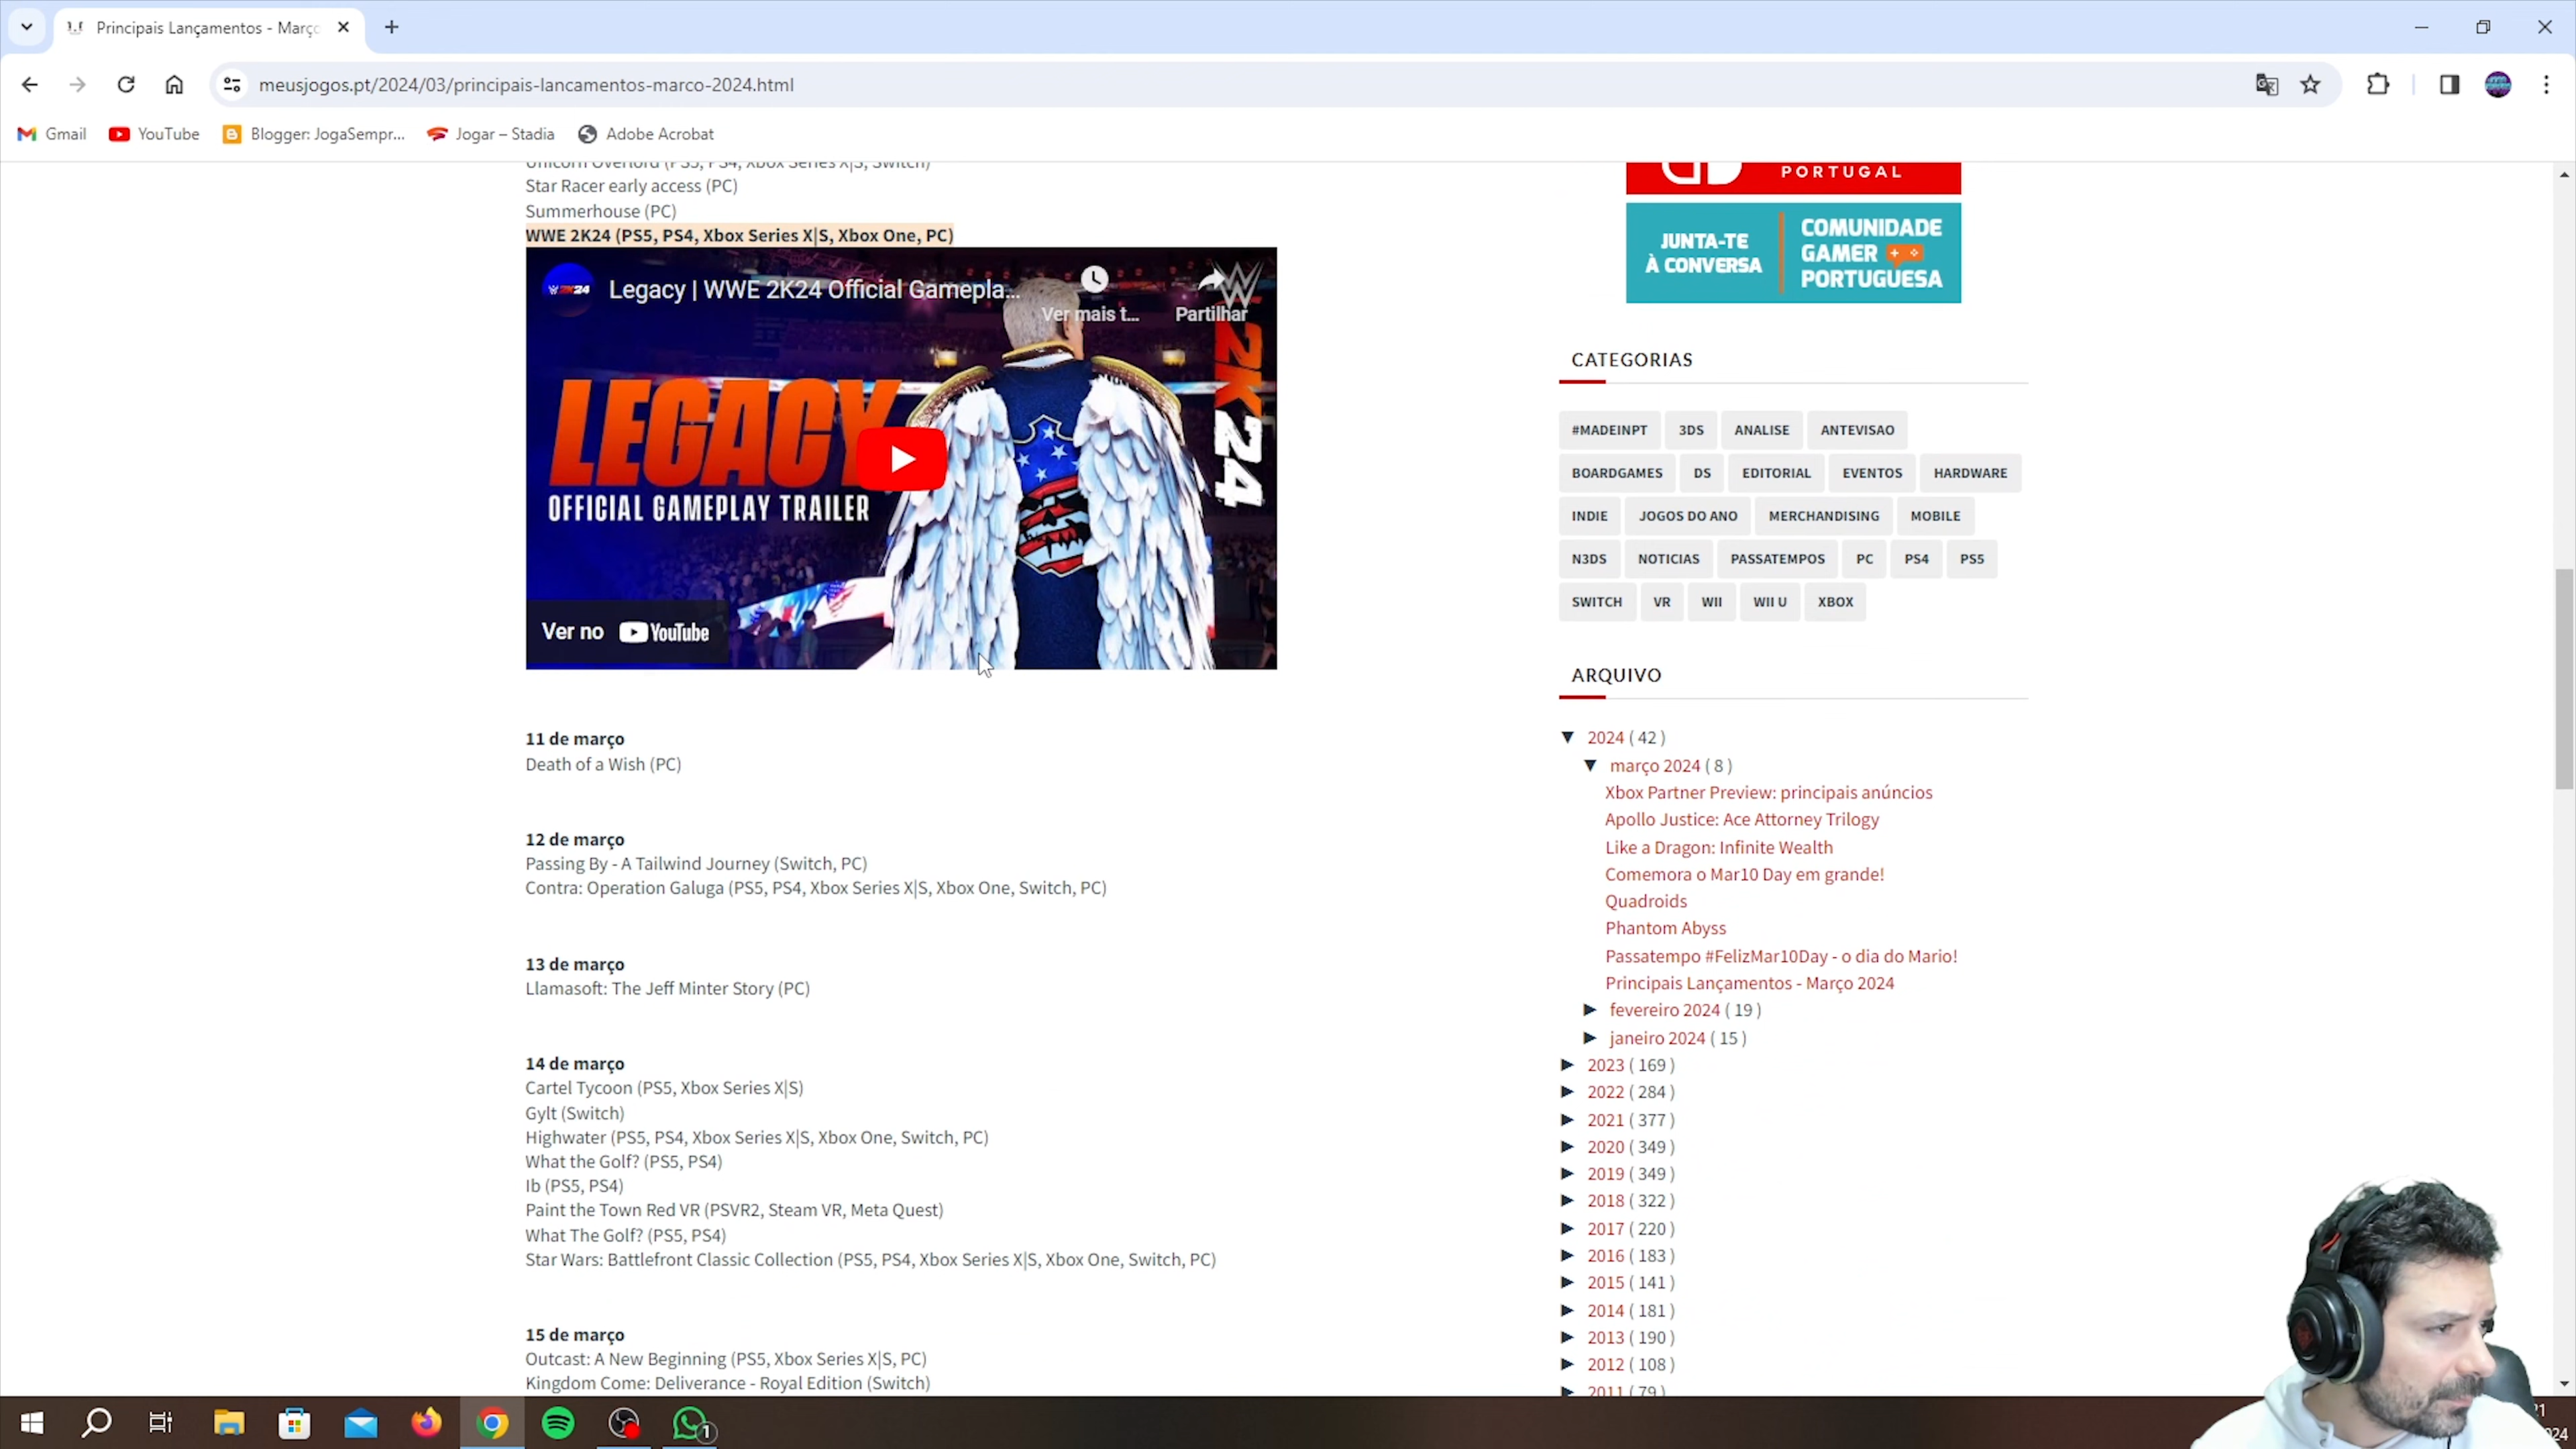 Principais Lançamentos - Março
meusjogos.pt/2024/03/principais-lancamentos-marco-2024.html
Gmail
YouTube
Blogger: JogaSempr...
Jogar – Stadia
Adobe Acrobat
Unicorn Overlord (PS5, PS4, Xbox Series X|S, Switch)
Star Racer early access (PC)
Summerhouse (PC)
WWE 2K24 (PS5, PS4, Xbox Series X|S, Xbox One, PC)
2K24
Legacy | WWE 2K24 Official Gamepla...
Ver mais t...
Partilhar
LEGACY
OFFICIAL GAMEPLAY TRAILER
2K24
Ver no YouTube
11 de março
Death of a Wish (PC)
12 de março
Passing By - A Tailwind Journey (Switch, PC)
Contra: Operation Galuga (PS5, PS4, Xbox Series X|S, Xbox One, Switch, PC)
13 de março
Llamasoft: The Jeff Minter Story (PC)
14 de março
Cartel Tycoon (PS5, Xbox Series X|S)
Gylt (Switch)
Highwater (PS5, PS4, Xbox Series X|S, Xbox One, Switch, PC)
What the Golf? (PS5, PS4)
Ib (PS5, PS4)
Paint the Town Red VR (PSVR2, Steam VR, Meta Quest)
What The Golf? (PS5, PS4)
Star Wars: Battlefront Classic Collection (PS5, PS4, Xbox Series X|S, Xbox One, Switch, PC)
15 de março
Outcast: A New Beginning (PS5, Xbox Series X|S, PC)
Kingdom Come: Deliverance - Royal Edition (Switch)
PORTUGAL
JUNTA-TE
À CONVERSA
COMUNIDADE
GAMER
PORTUGUESA
CATEGORIAS
#MADEINPT 3DS ANALISE ANTEVISAO
BOARDGAMES DS EDITORIAL EVENTOS HARDWARE
INDIE JOGOS DO ANO MERCHANDISING MOBILE
N3DS NOTICIAS PASSATEMPOS PC PS4 PS5
SWITCH VR WII WII U XBOX
ARQUIVO
▼ 2024 ( 42 )
▼ março 2024 ( 8 )
Xbox Partner Preview: principais anúncios
Apollo Justice: Ace Attorney Trilogy
Like a Dragon: Infinite Wealth
Comemora o Mar10 Day em grande!
Quadroids
Phantom Abyss
Passatempo #FelizMar10Day - o dia do Mario!
Principais Lançamentos - Março 2024
► fevereiro 2024 ( 19 )
► janeiro 2024 ( 15 )
► 2023 ( 169 )
► 2022 ( 284 )
► 2021 ( 377 )
► 2020 ( 349 )
► 2019 ( 349 )
► 2018 ( 322 )
► 2017 ( 220 )
► 2016 ( 183 )
► 2015 ( 141 )
► 2014 ( 181 )
► 2013 ( 190 )
► 2012 ( 108 )
► 2011 ( 79 )
1